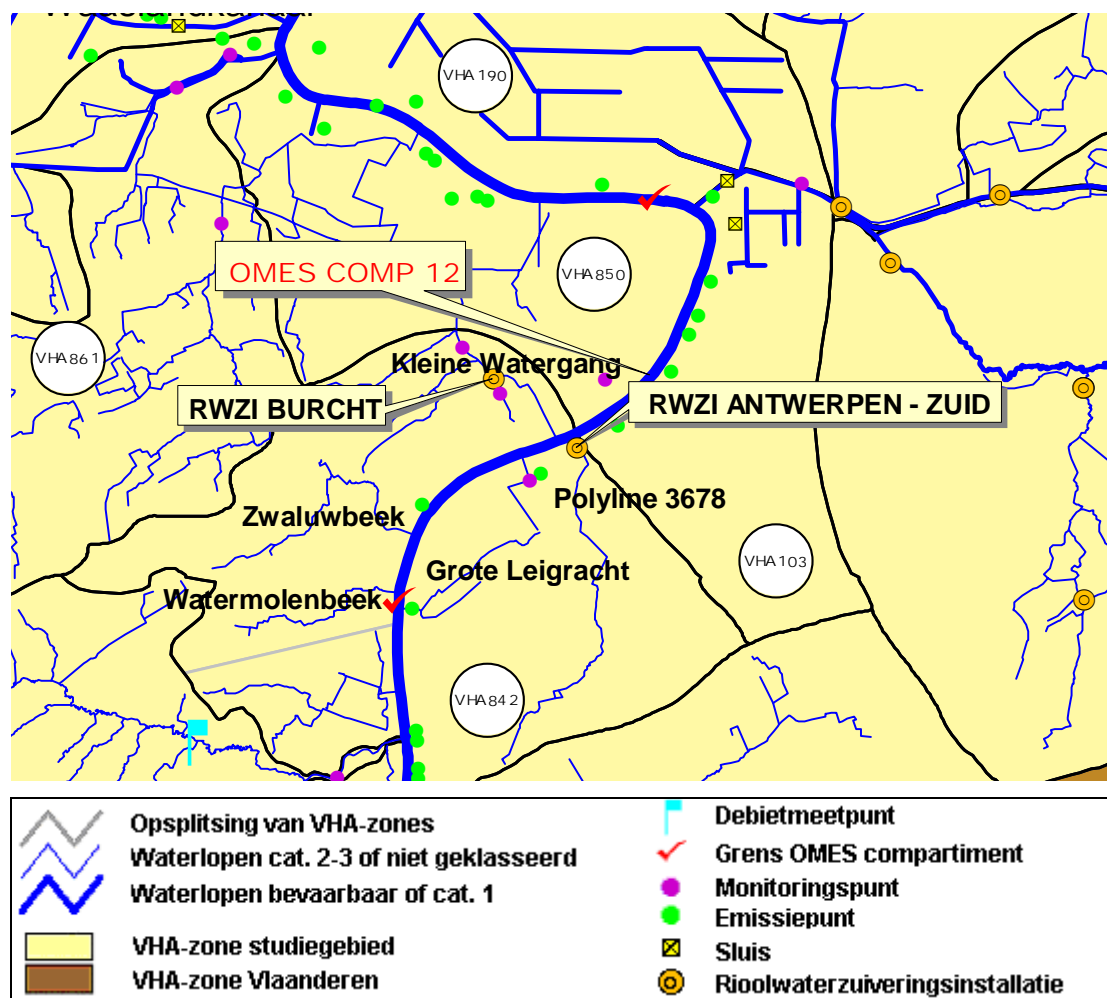 VHA190
VHA850
OMES COMP 12
VHA861
Kleine Watergang
RWZI BURCHT
RWZI ANTWERPEN - ZUID
Polyline 3678
Zwaluwbeek
VHA103
Grote Leigracht
Watermolenbeek
VHA842
Opsplitsing van VHA-zones
Waterlopen cat. 2-3 of niet geklasseerd
Waterlopen bevaarbaar of cat. 1
VHA-zone studiegebied
VHA-zone Vlaanderen
Debietmeetpunt
Grens OMES compartiment
Monitoringspunt
Emissiepunt
Sluis
Rioolwaterzuiveringsinstallatie